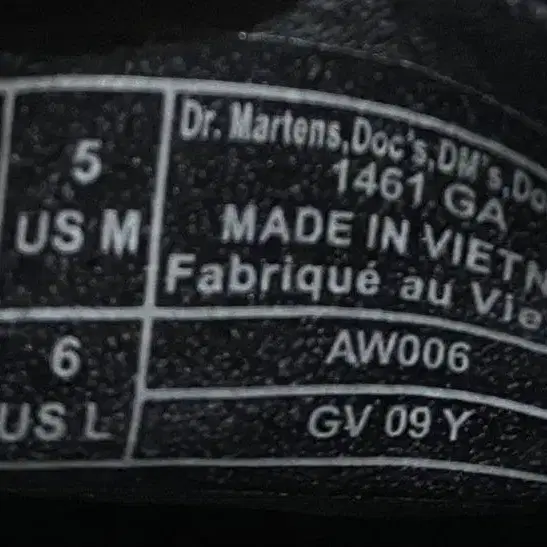 5
US M
6
US L
Dr. Martens,Doc's,DM's,Do
1461 GA
MADE IN VIETN
Fabriqué au Vie
AW006
GV 09 Y